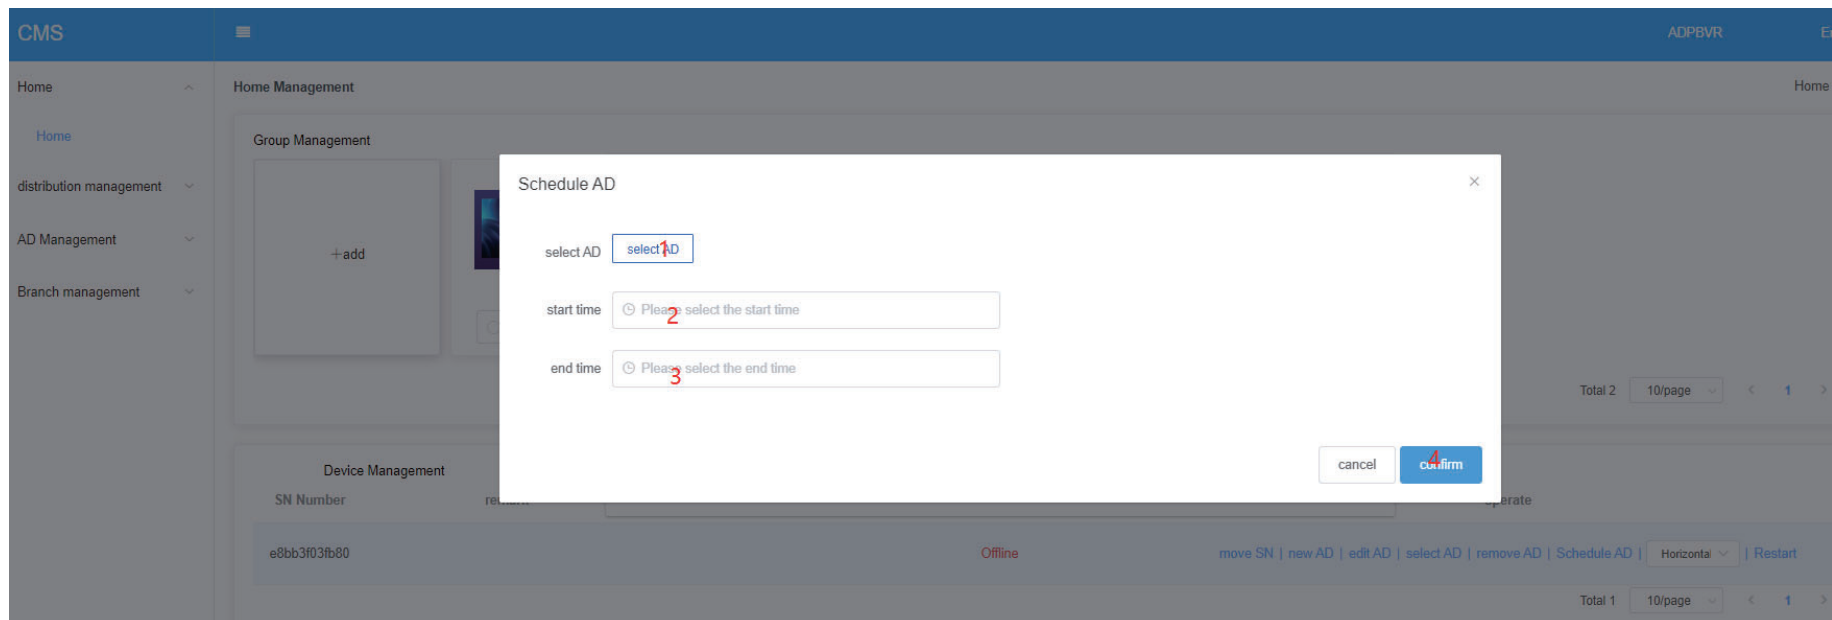 CMS
ADPBVR
Home
Home Management
Home
Home
Group Management
distribution management
Schedule AD
AD Management
+add
select AD
select AD
1
Branch management
start time
Please select the start time
2
end time
Please select the end time
3
Total 2
10/page
1
cancel
confirm
4
Device Management
SN Number
e8bb3f03fb80
Offline
move SN | new AD | edit AD | select AD | remove AD | Schedule AD | Horizontal | Restart
Total 1
10/page
1